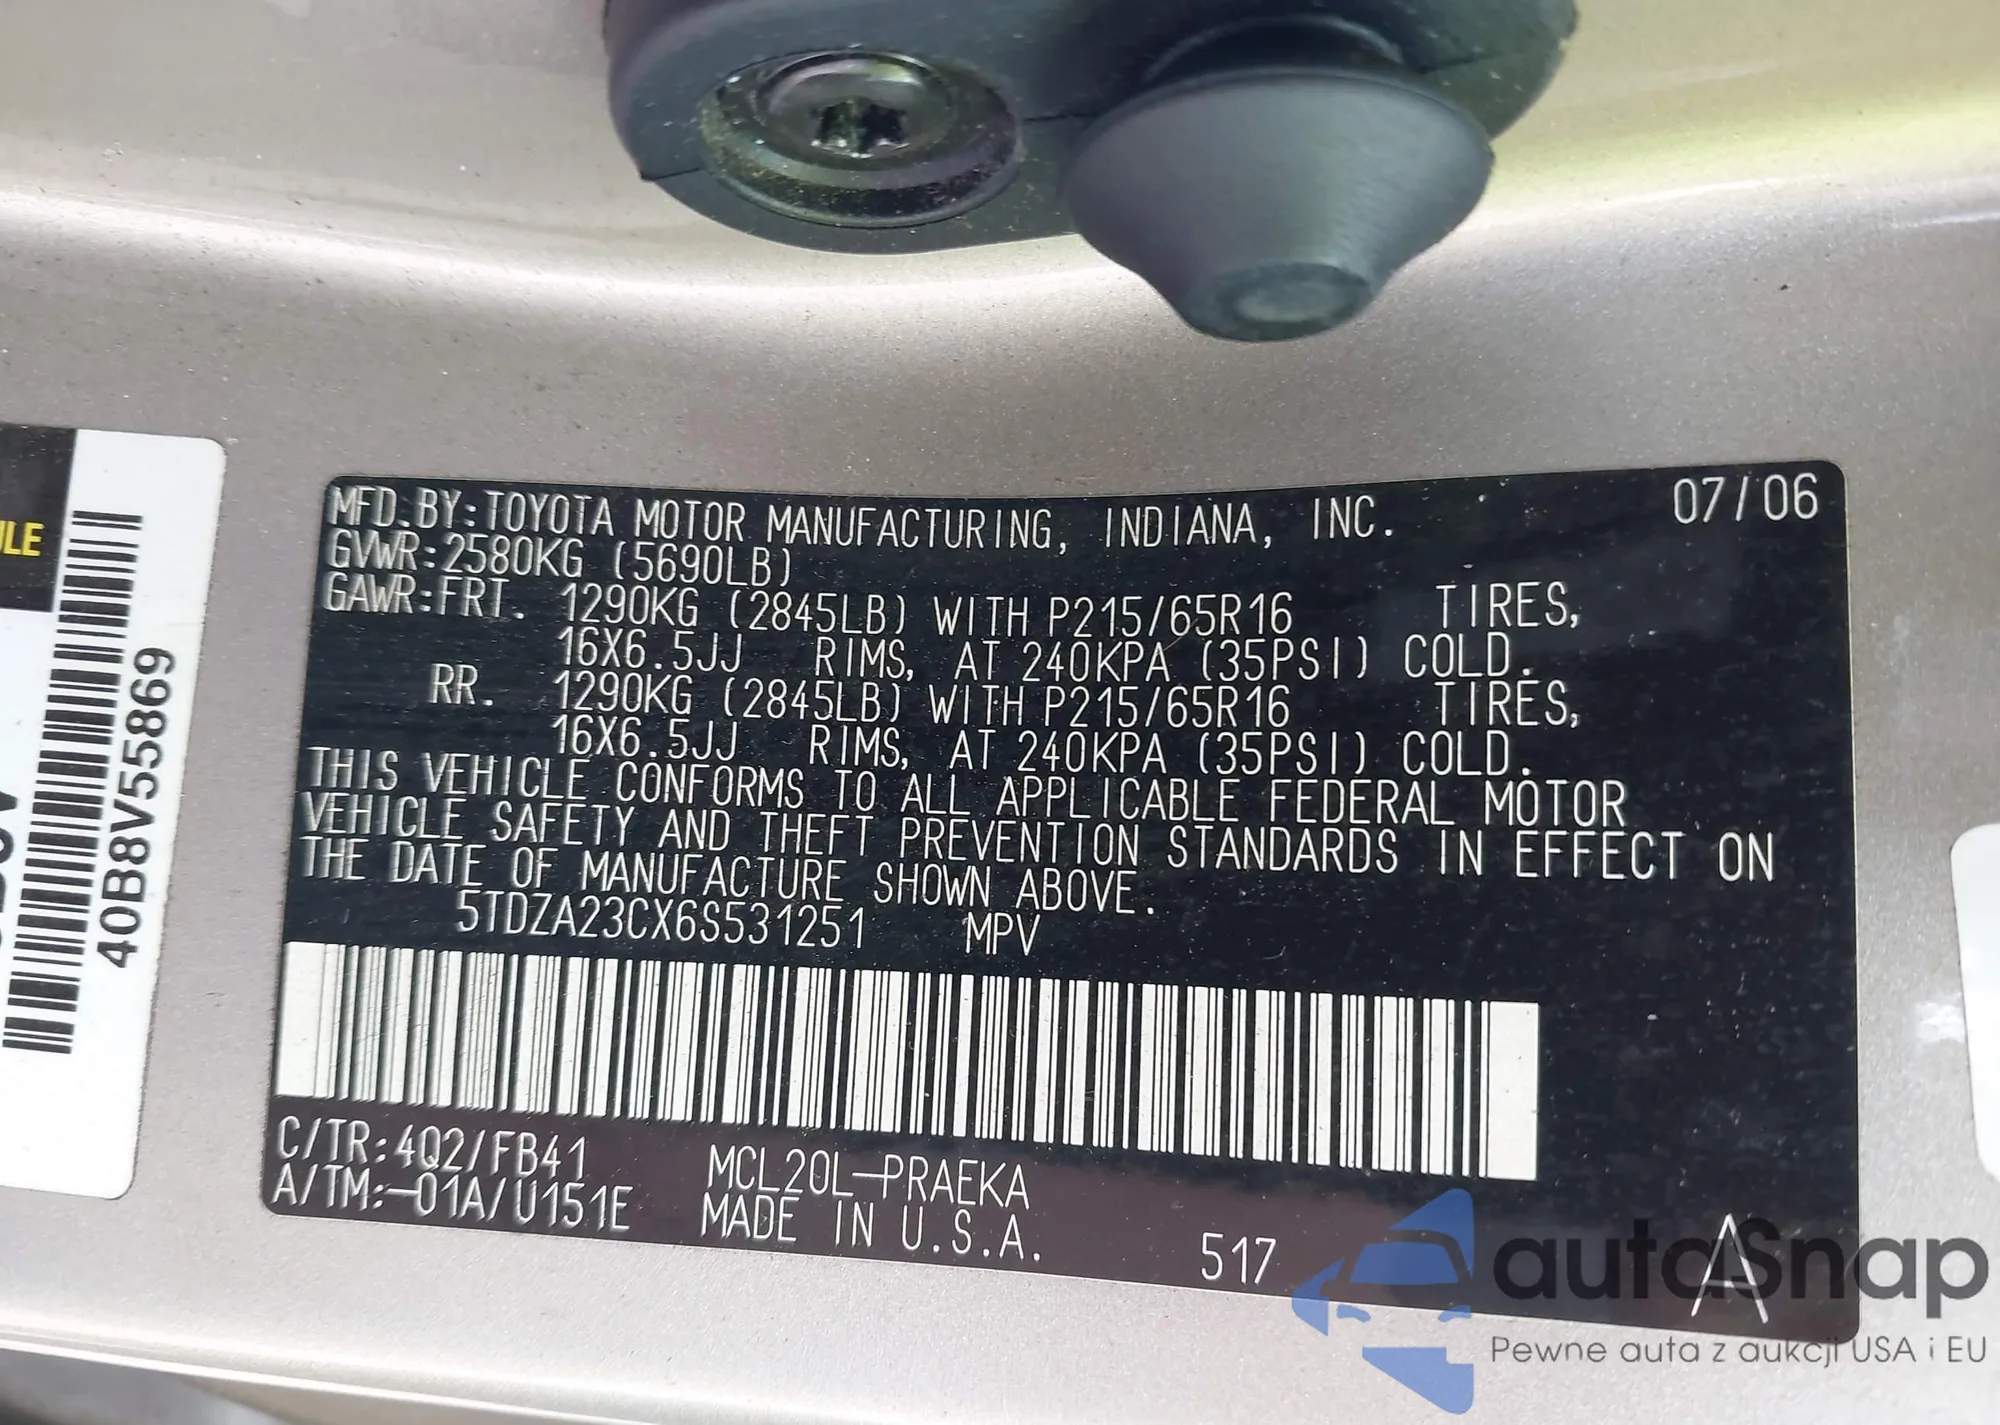 MFD.BY:TOYOTA MOTOR MANUFACTURING, INDIANA, INC. 07/06
GVWR:2580KG (5690LB)
GAWR:FRT. 1290KG (2845LB) WITH P215/65R16 TIRES,
16X6.5JJ RIMS, AT 240KPA (35PSI) COLD.
RR. 1290KG (2845LB) WITH P215/65R16 TIRES,
16X6.5JJ RIMS, AT 240KPA (35PSI) COLD.
THIS VEHICLE CONFORMS TO ALL APPLICABLE FEDERAL MOTOR
VEHICLE SAFETY AND THEFT PREVENTION STANDARDS IN EFFECT ON
THE DATE OF MANUFACTURE SHOWN ABOVE.
5TDZA23CX6S531251 MPV
C/TR:4Q2/FB41 MCL20L-PRAEKA
A/TM:-01A/U151E MADE IN U.S.A. 517 A
40B8V55869
autoSnap
Pewne auta z aukcji USA i EU